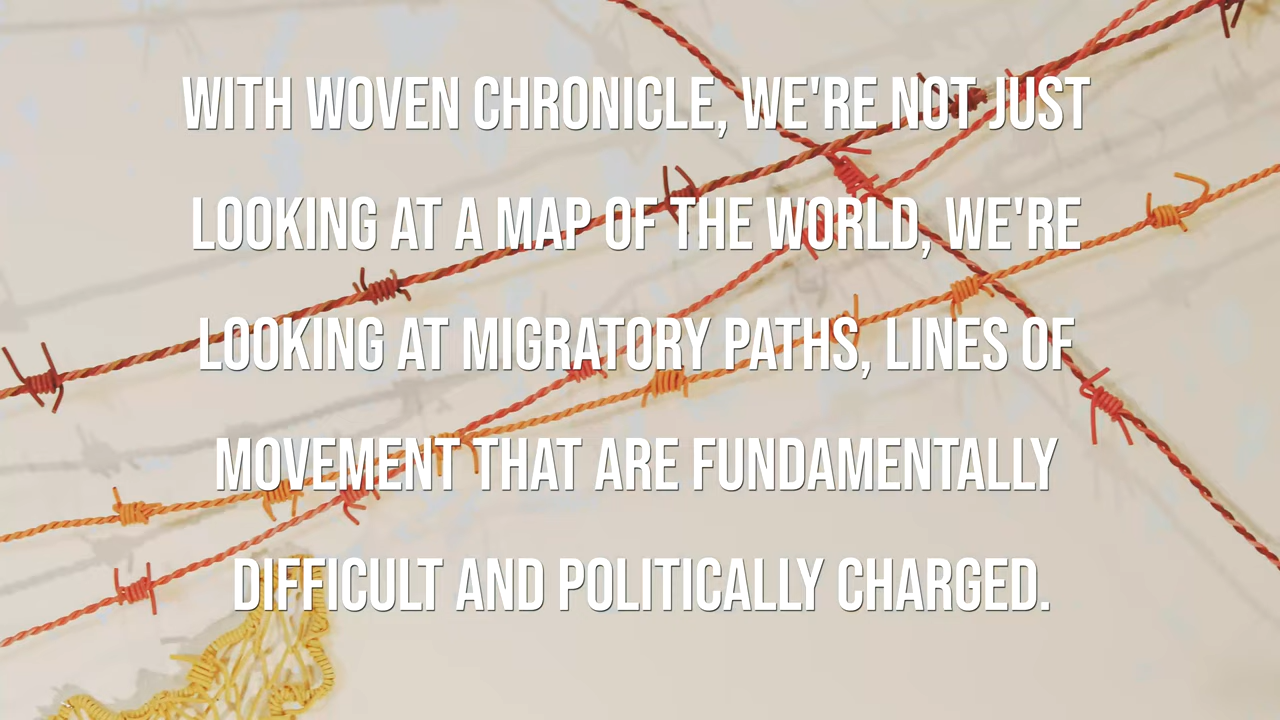 WITH WOVEN CHRONICLE, WE'RE NOT JUST
LOOKING AT A MAP OF THE WORLD, WE'RE
LOOKING AT MIGRATORY PATHS, LINES OF
MOVEMENT THAT ARE FUNDAMENTALLY
DIFFICULT AND POLITICALLY CHARGED.